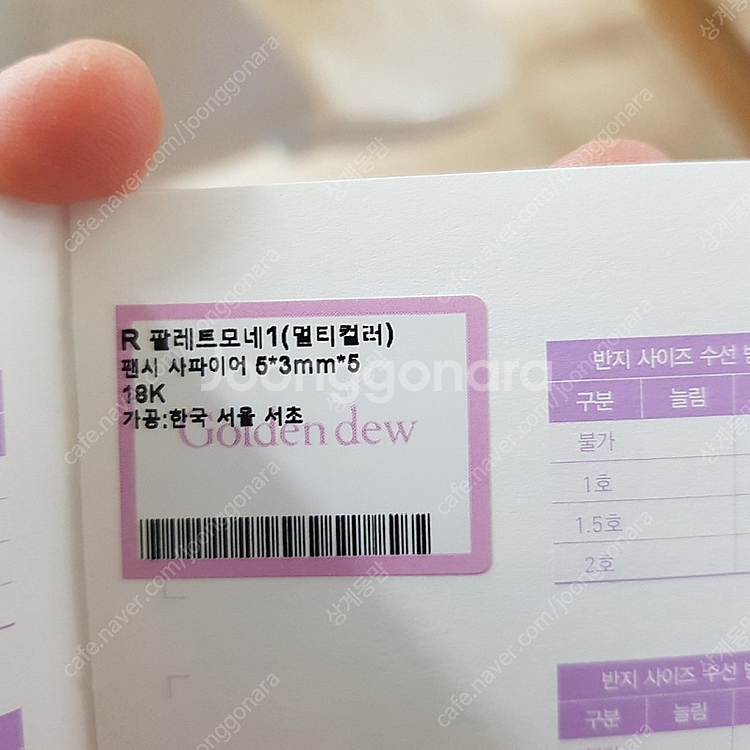 R 팔레트모네1(멀티컬러)
팬시 사파이어 5*3mm*5
18K
가공:한국 서울 서초
Golden dew
반지 사이즈 수선
구분 늘림
불가
1호
1.5호
2호
반지 사이즈 수선
구분 늘림
joonggonara
cafe.naver.com/joonggonara
상계동맘